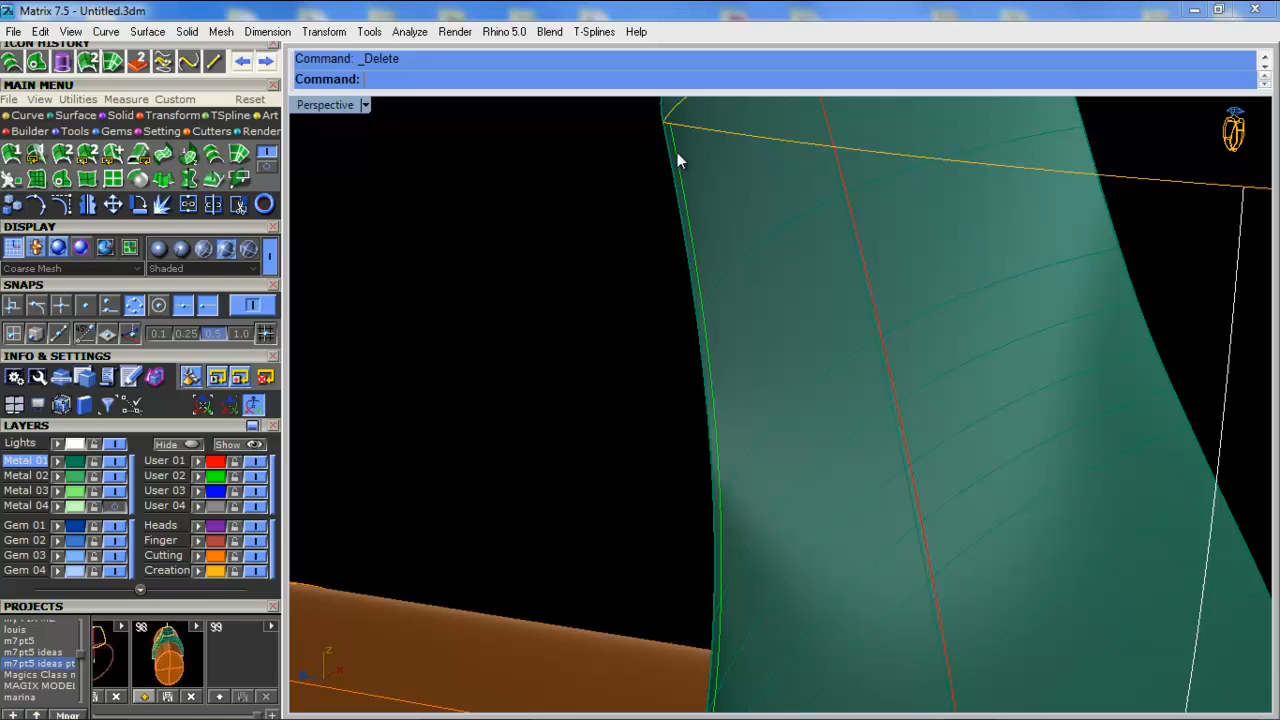 Matrix 7.5 - Untitled.3dm
File Edit View Curve Surface Solid Mesh Dimension Transform Tools Analyze Render Rhino 5.0 Blend T-Splines Help
ICON HISTORY
Command: _Delete
Command:
MAIN MENU
File View Utilities Measure Custom Reset
Curve Surface Solid Transform TSpline Art
Builder Tools Gems Setting Cutters Render
Perspective
DISPLAY
Coarse Mesh Shaded
SNAPS
0.1 0.25 0.5 1.0
INFO & SETTINGS
LAYERS
Lights Hide Show
Metal 01 User 01
Metal 02 User 02
Metal 03 User 03
Metal 04 User 04
Gem 01 Heads
Gem 02 Finger
Gem 03 Cutting
Gem 04 Creation
PROJECTS
louis
m7pt5
m7pt5 ideas
m7pt5 ideas pt
Magics Class n
MAGIX MODEL
marina
98 99
Mngr
z
x